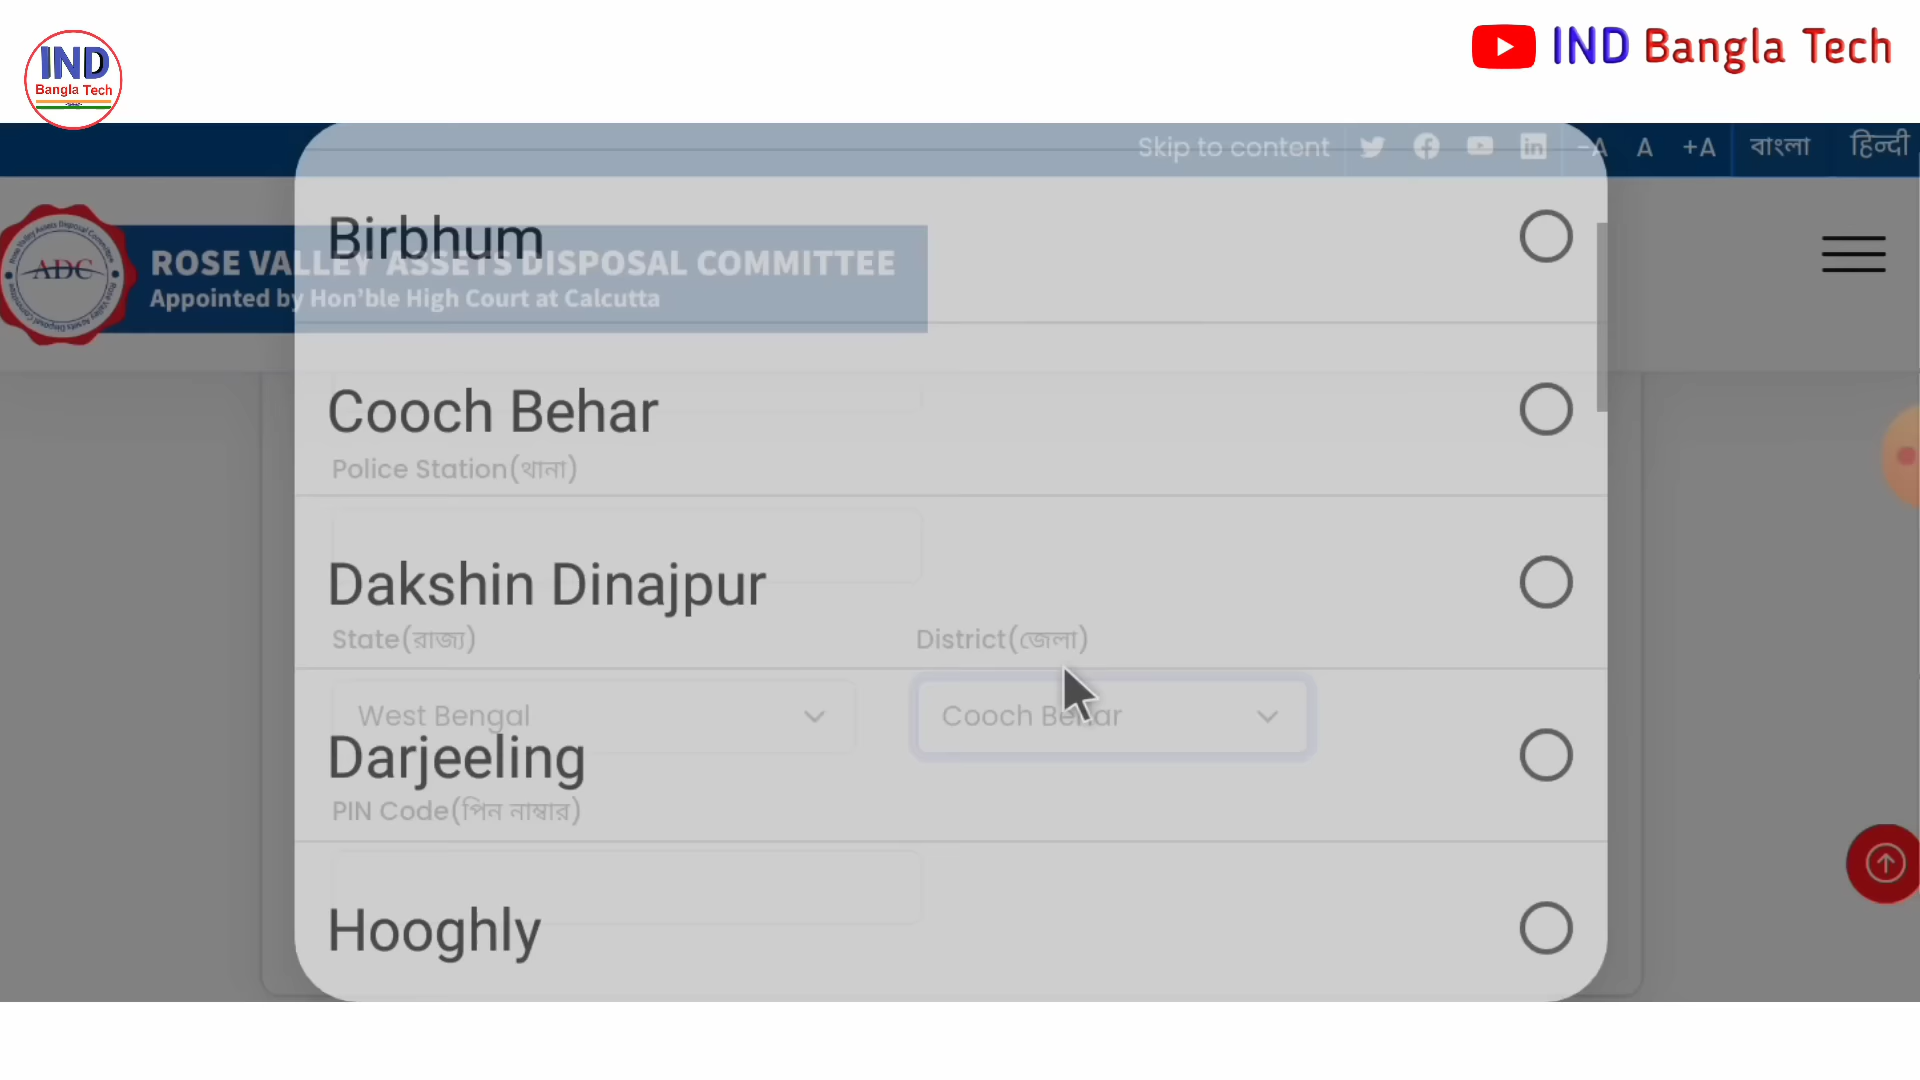 IND
Bangla Tech
IND Bangla Tech
Skip to content
-A A +A বাংলা हिन्दी
ADC
ROSE VALLEY ASSETS DISPOSAL COMMITTEE
Appointed by Hon'ble High Court at Calcutta
Birbhum
Cooch Behar
Police Station(থানা)
Dakshin Dinajpur
State(রাজ্য) District(জেলা)
West Bengal Cooch Behar
Darjeeling
PIN Code(পিন নাম্বার)
Hooghly